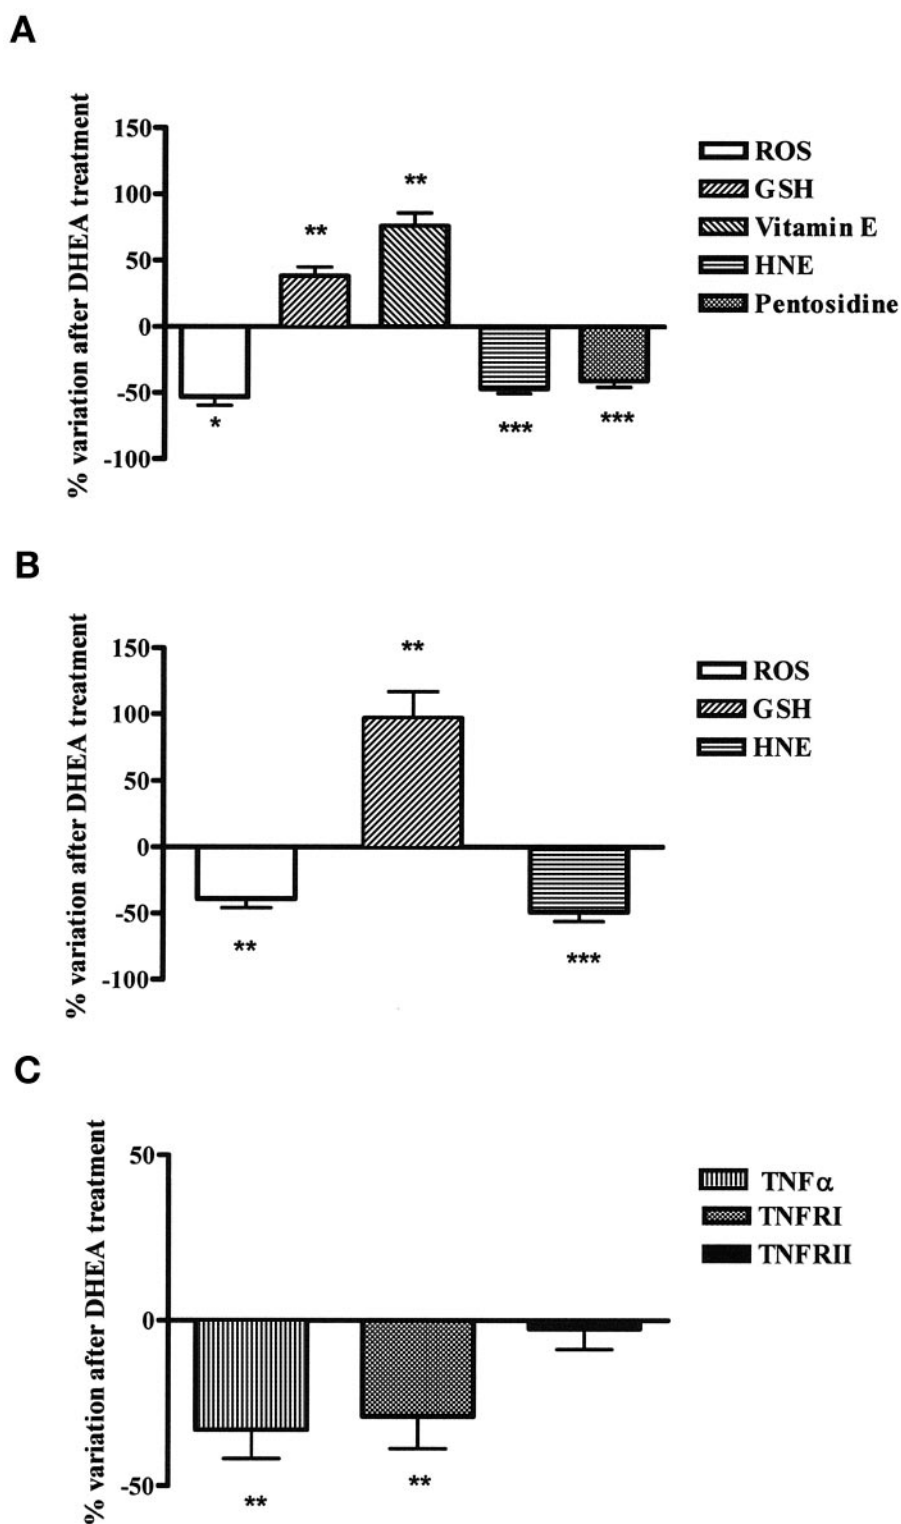 A
% variation after DHEA treatment
150
100
50
0
-50
-100
**
**
*
***
***
ROS
GSH
Vitamin E
HNE
Pentosidine
B
% variation after DHEA treatment
150
100
50
0
-50
-100
**
**
***
ROS
GSH
HNE
C
% variation after DHEA treatment
50
0
-50
**
**
TNFα
TNFRI
TNFRII